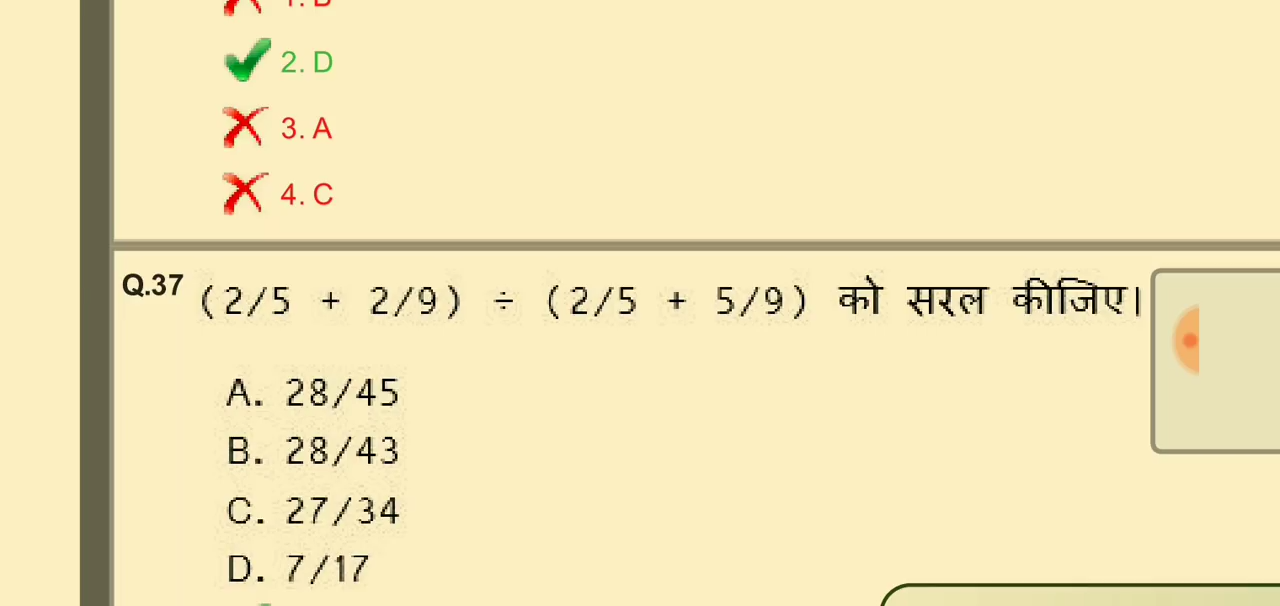 2. D
3. A
4. C
Q.37 (2/5 + 2/9) ÷ (2/5 + 5/9) को सरल कीजिए।
A. 28/45
B. 28/43
C. 27/34
D. 7/17